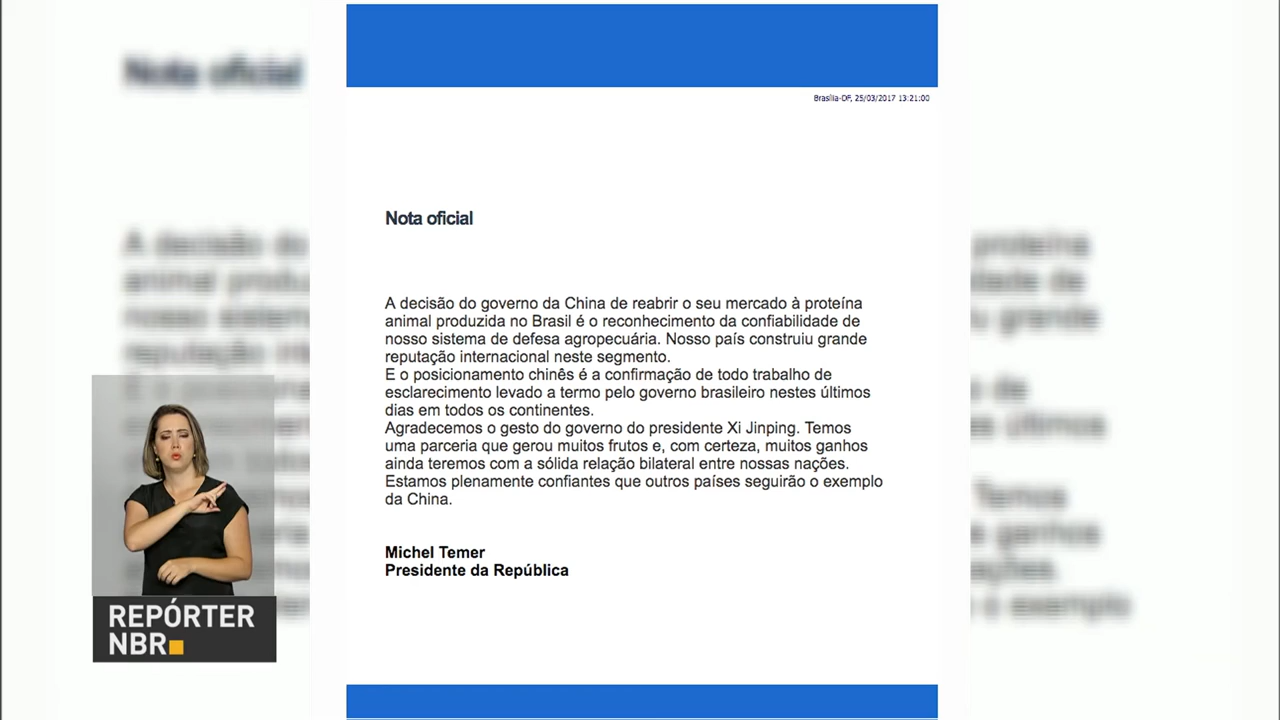 Brasília-DF, 25/03/2017 13:21:00
Nota oficial
A decisão do governo da China de reabrir o seu mercado à proteína
animal produzida no Brasil é o reconhecimento da confiabilidade de
nosso sistema de defesa agropecuária. Nosso país construiu grande
reputação internacional neste segmento.
E o posicionamento chinês é a confirmação de todo trabalho de
esclarecimento levado a termo pelo governo brasileiro nestes últimos
dias em todos os continentes.
Agradecemos o gesto do governo do presidente Xi Jinping. Temos
uma parceria que gerou muitos frutos e, com certeza, muitos ganhos
ainda teremos com a sólida relação bilateral entre nossas nações.
Estamos plenamente confiantes que outros países seguirão o exemplo
da China.
Michel Temer
Presidente da República
REPÓRTER
NBR